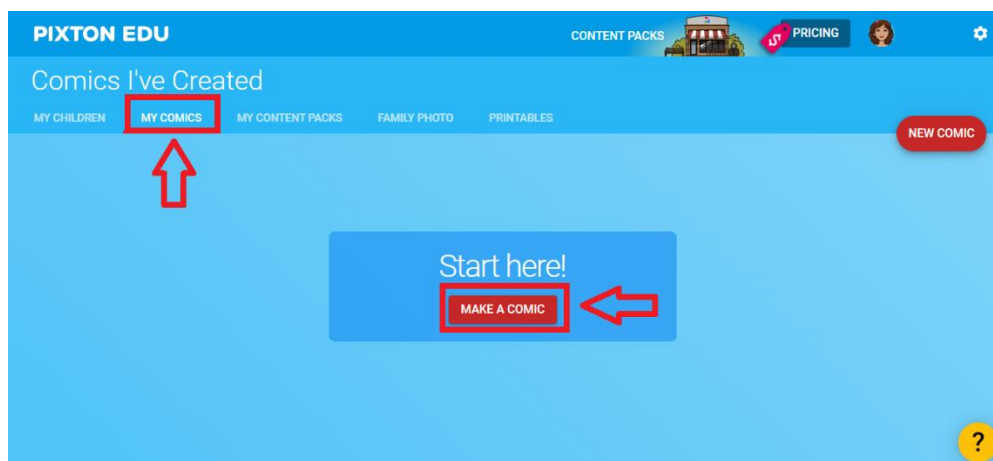 PIXTON EDU
CONTENT PACKS
PRICING
Comics I've Created
MY CHILDREN
MY COMICS
MY CONTENT PACKS
FAMILY PHOTO
PRINTABLES
NEW COMIC
Start here!
MAKE A COMIC
?